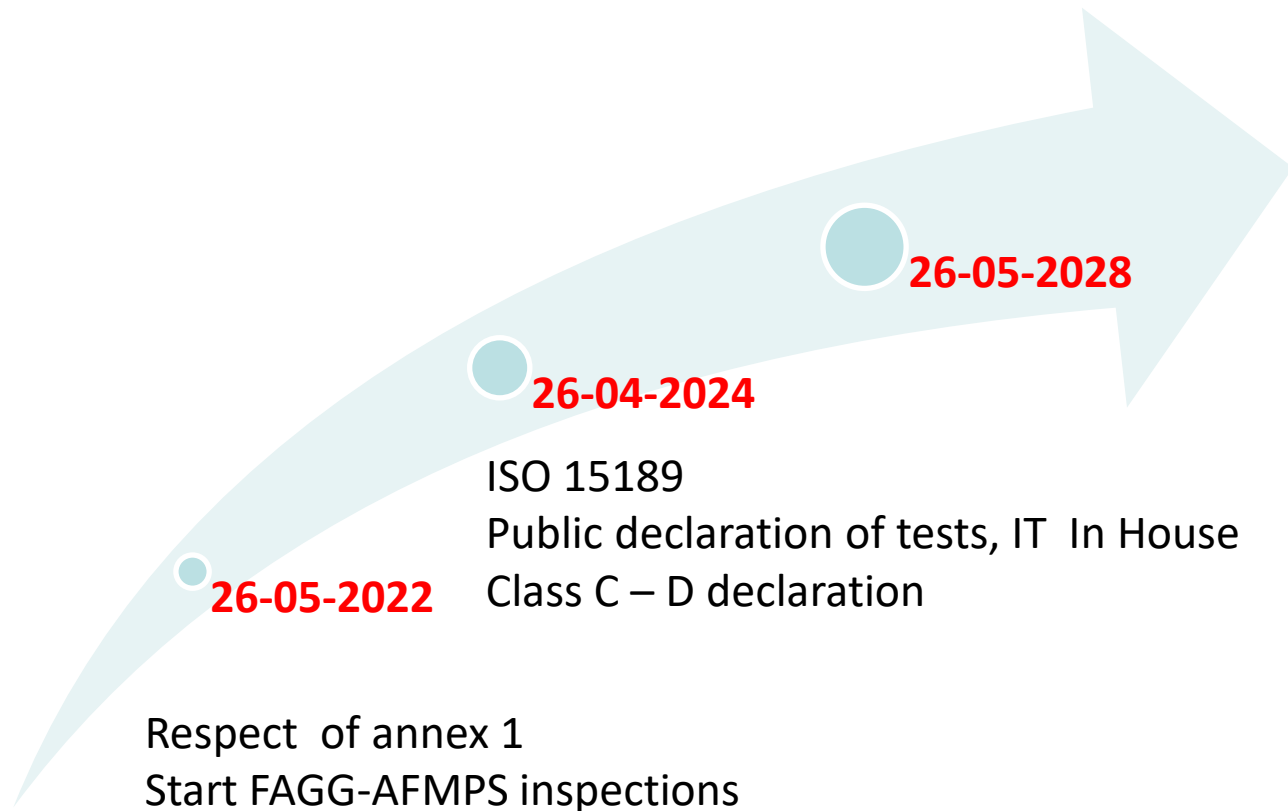 26-05-2028
26-04-2024
ISO 15189
Public declaration of tests, IT  In House
Class C – D declaration
26-05-2022
Respect  of annex 1
Start FAGG-AFMPS inspections